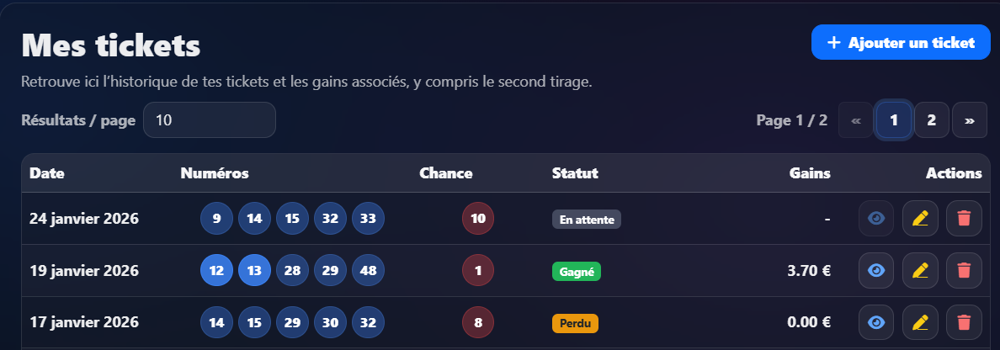 Mes tickets
+ Ajouter un ticket
Retrouve ici l’historique de tes tickets et les gains associés, y compris le second tirage.
Résultats / page 10 Page 1 / 2 « 1 2 »
Date Numéros Chance Statut Gains Actions
24 janvier 2026 9 14 15 32 33 10 En attente -
19 janvier 2026 12 13 28 29 48 1 Gagné 3.70 €
17 janvier 2026 14 15 29 30 32 8 Perdu 0.00 €